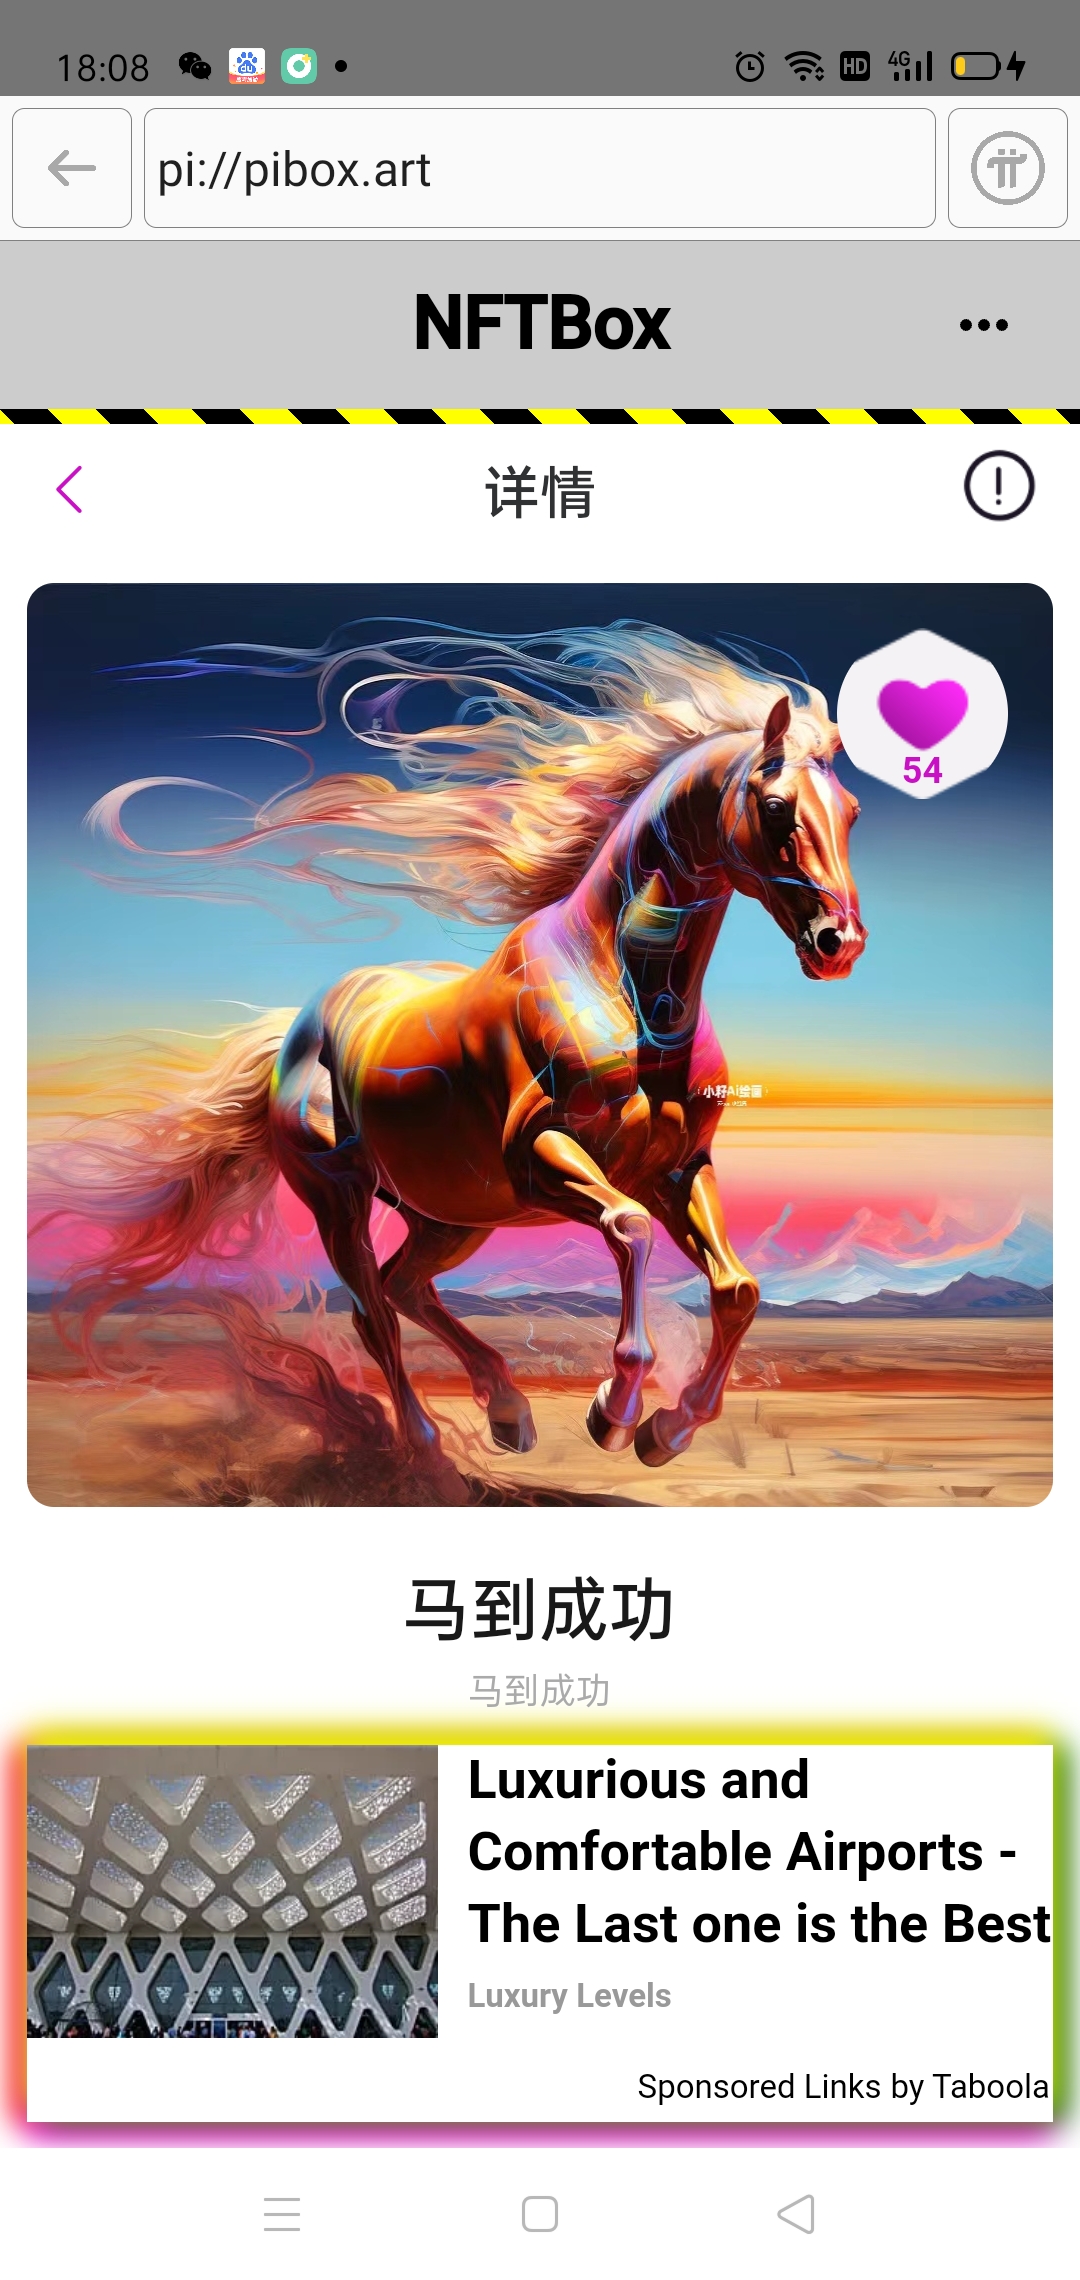 18:08
HD
4G
pi://pibox.art
NFTBox
详情
54
小籽Ai绘画
马到成功
马到成功
Luxurious and
Comfortable Airports -
The Last one is the Best
Luxury Levels
Sponsored Links by Taboola